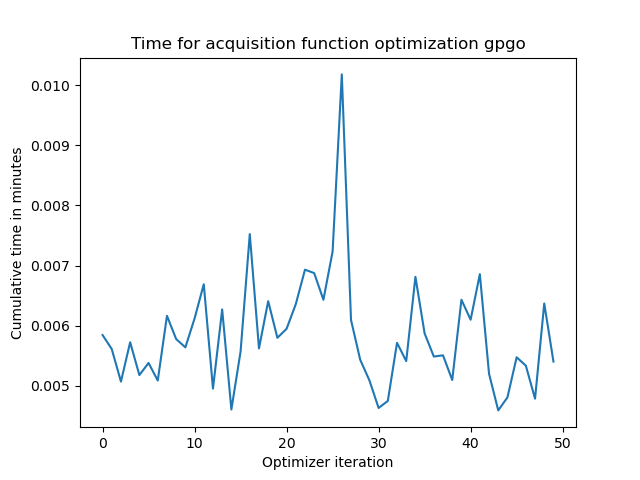 Time for acquisition function optimization gpgo
Cumulative time in minutes
0.010
0.009
0.008
0.007
0.006
0.005
0 10 20 30 40 50
Optimizer iteration